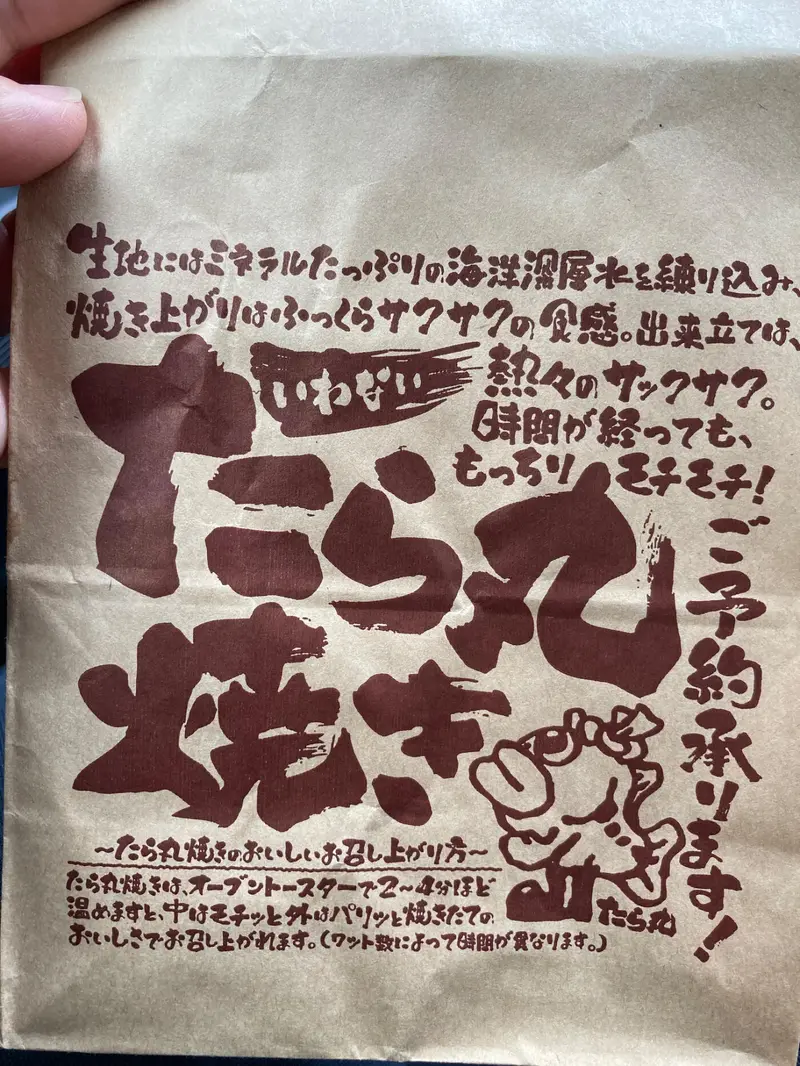 生地にはミネラルたっぷりの海洋深層水を練り込み、
焼き上がりはふっくらサクサクの食感。出来立ては、
熱々のサックサク。
時間が経っても、
もっちり モチモチ！
いわない
たら丸
焼き
ご予約承ります！
～たら丸焼きのおいしいお召し上がり方～
たら丸焼きは、オーブントースターで2～4分ほど
温めますと、中はモチッと外はパリッと焼きたての
おいしさでお召し上がれます。（ワット数によって時間が異なります。）
たら丸